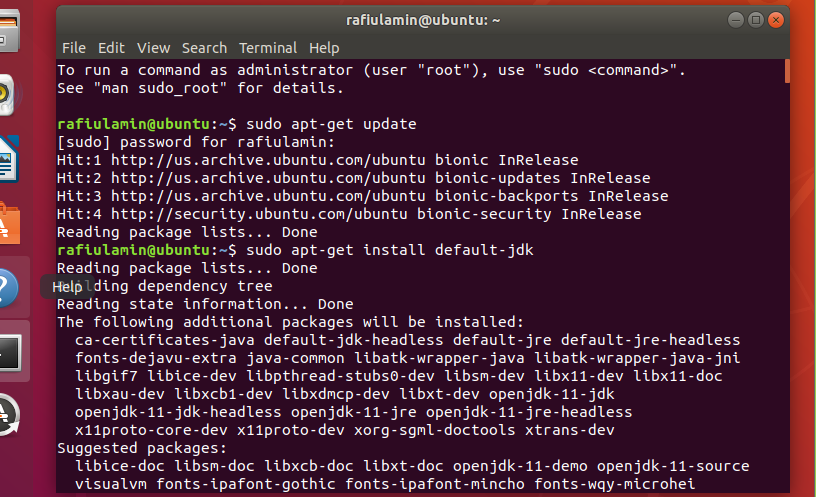 rafiulamin@ubuntu: ~
File Edit View Search Terminal Help
To run a command as administrator (user "root"), use "sudo <command>".
See "man sudo_root" for details.
rafiulamin@ubuntu:~$ sudo apt-get update
[sudo] password for rafiulamin:
Hit:1 http://us.archive.ubuntu.com/ubuntu bionic InRelease
Hit:2 http://us.archive.ubuntu.com/ubuntu bionic-updates InRelease
Hit:3 http://us.archive.ubuntu.com/ubuntu bionic-backports InRelease
Hit:4 http://security.ubuntu.com/ubuntu bionic-security InRelease
Reading package lists... Done
rafiulamin@ubuntu:~$ sudo apt-get install default-jdk
Reading package lists... Done
Help
lding dependency tree
Reading state information... Done
The following additional packages will be installed:
ca-certificates-java default-jdk-headless default-jre default-jre-headless
fonts-dejavu-extra java-common libatk-wrapper-java libatk-wrapper-java-jni
libgif7 libice-dev libpthread-stubs0-dev libsm-dev libx11-dev libx11-doc
libxau-dev libxcb1-dev libxdmcp-dev libxt-dev openjdk-11-jdk
openjdk-11-jdk-headless openjdk-11-jre openjdk-11-jre-headless
x11proto-core-dev x11proto-dev xorg-sgml-doctools xtrans-dev
Suggested packages:
libice-doc libsm-doc libxcb-doc libxt-doc openjdk-11-demo openjdk-11-source
visualvm fonts-ipafont-gothic fonts-ipafont-mincho fonts-wqy-microhei